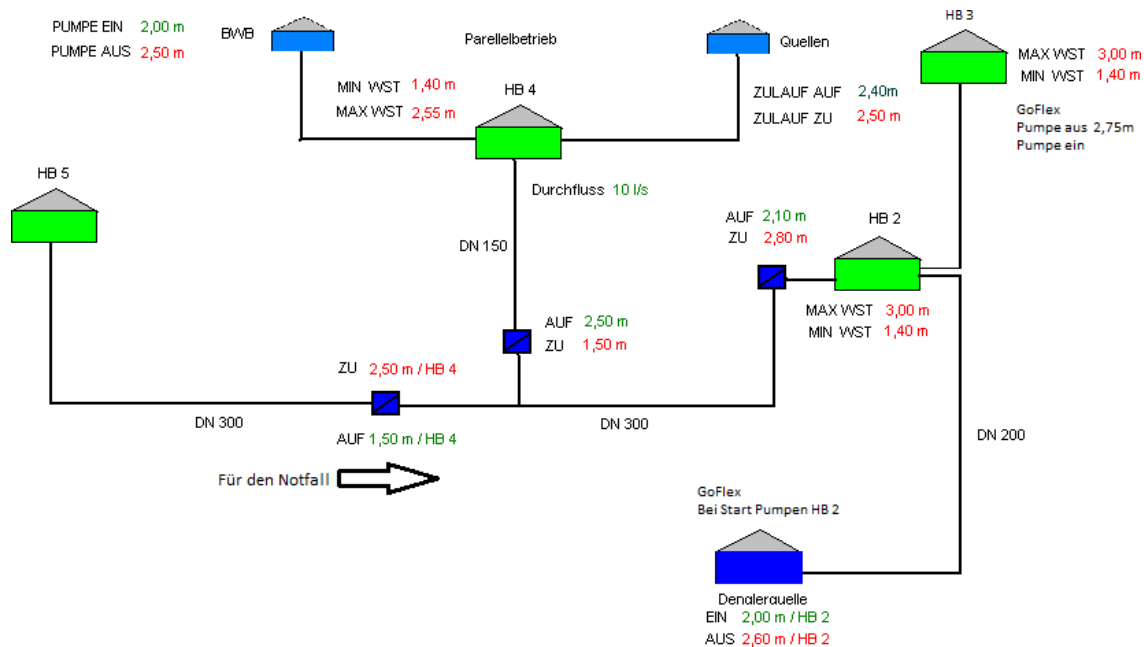 PUMPE EIN 2,00 m
PUMPE AUS 2,50 m
BWB
Parellelbetrieb
Quellen
HB 3
MAX WST 3,00 m
MIN WST 1,40 m
GoFlex
Pumpe aus 2,75m
Pumpe ein
MIN WST 1,40 m
MAX WST 2,55 m
HB 4
ZULAUF AUF 2,40m
ZULAUF ZU 2,50 m
HB 5
Durchfluss 10 l/s
DN 150
AUF 2,10 m
ZU 2,80 m
HB 2
MAX WST 3,00 m
MIN WST 1,40 m
AUF 2,50 m
ZU 1,50 m
ZU 2,50 m / HB 4
DN 300
DN 300
AUF 1,50 m / HB 4
DN 200
Für den Notfall
GoFlex
Bei Start Pumpen HB 2
Denalerquelle
EIN 2,00 m / HB 2
AUS 2,60 m / HB 2